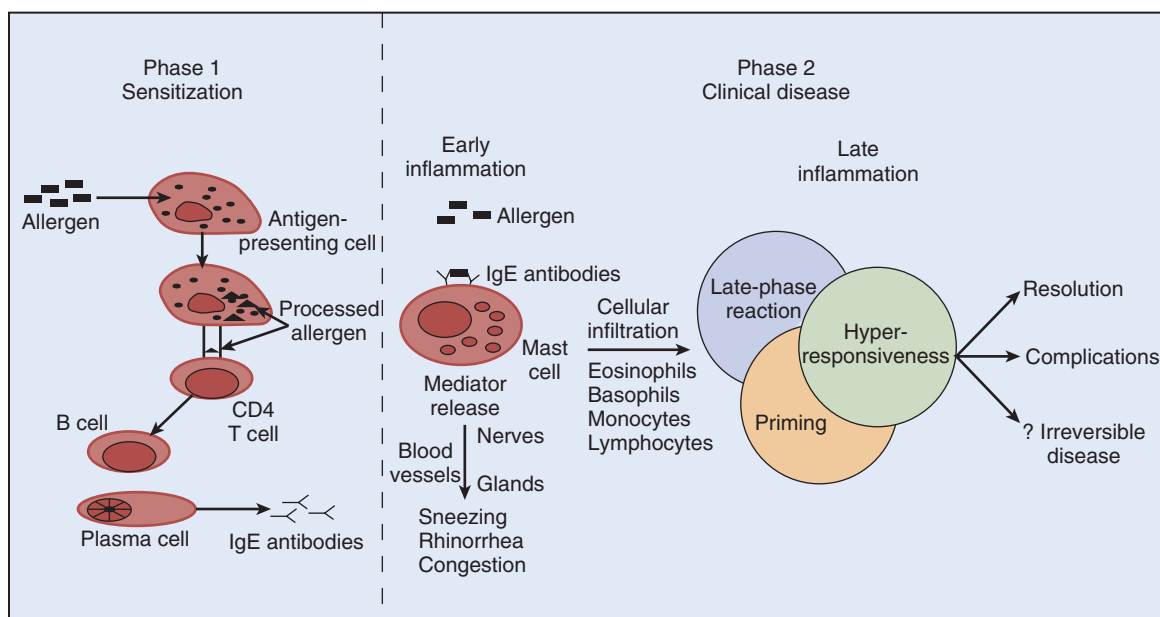 Phase 1
Sensitization
Allergen
Antigen-
presenting cell
Processed
allergen
CD4
T cell
B cell
Plasma cell
IgE antibodies
Phase 2
Clinical disease
Early
inflammation
Allergen
IgE antibodies
Mast
cell
Mediator
release
Nerves
Blood
vessels
Glands
Sneezing
Rhinorrhea
Congestion
Cellular
infiltration
Eosinophils
Basophils
Monocytes
Lymphocytes
Late
inflammation
Late-phase
reaction
Hyper-
responsiveness
Priming
Resolution
Complications
? Irreversible
disease